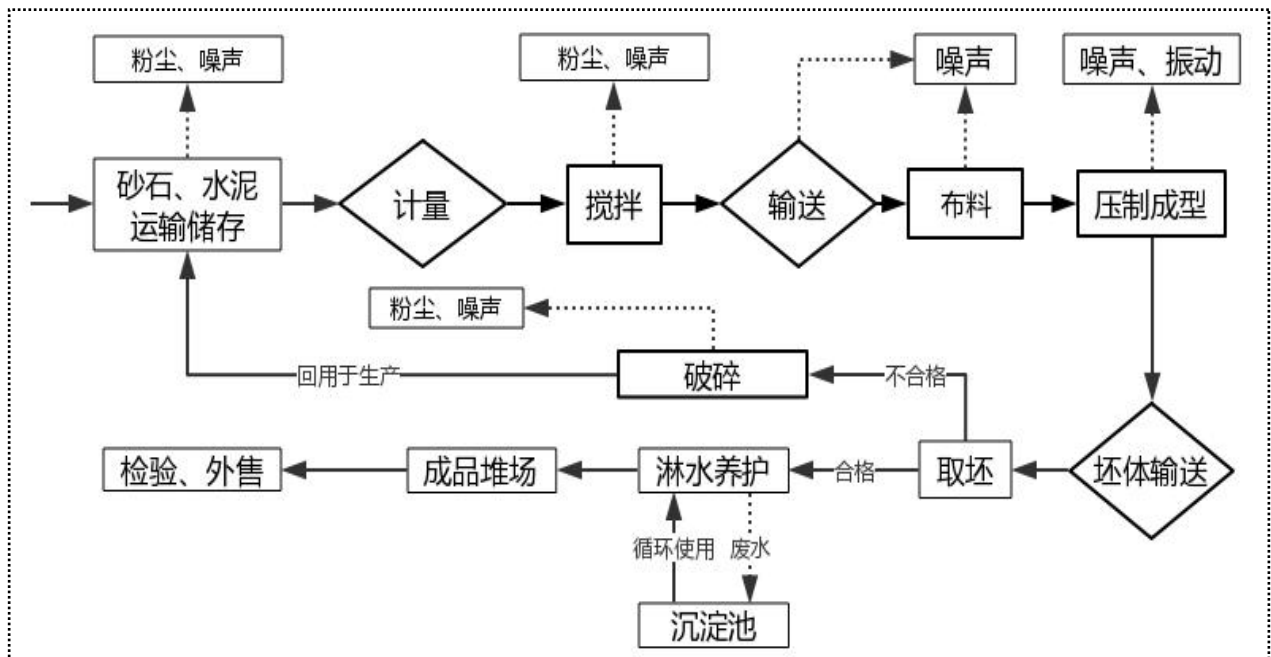 粉尘、噪声
粉尘、噪声
噪声
噪声、振动
砂石、水泥
运输储存
计量
搅拌
输送
布料
压制成型
粉尘、噪声
破碎
回用于生产
不合格
检验、外售
成品堆场
淋水养护
合格
取坯
坯体输送
循环使用
废水
沉淀池